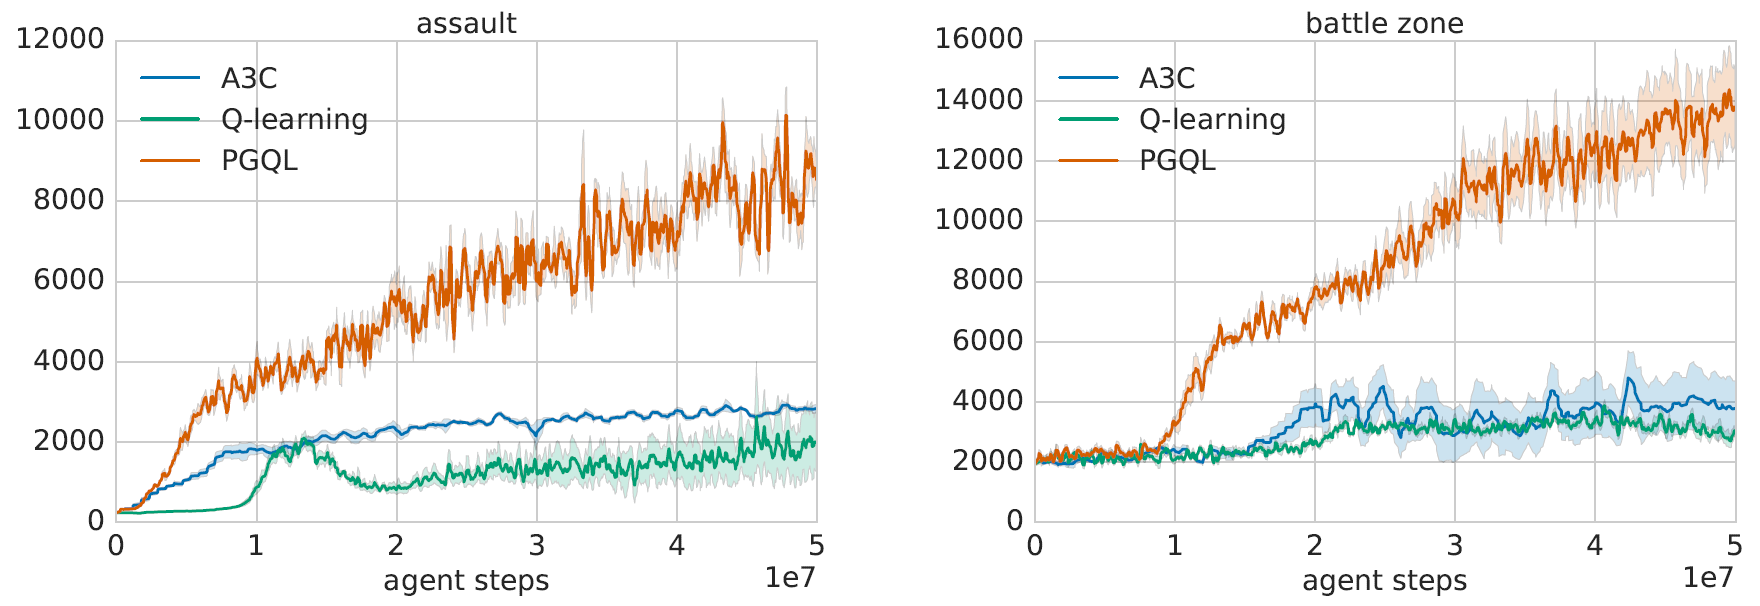 assault
12000
10000
8000
6000
4000
2000
0
A3C
Q-learning
PGQL
0 1 2 3 4 5
1e7
agent steps
battle zone
16000
14000
12000
10000
8000
6000
4000
2000
0
A3C
Q-learning
PGQL
0 1 2 3 4 5
1e7
agent steps